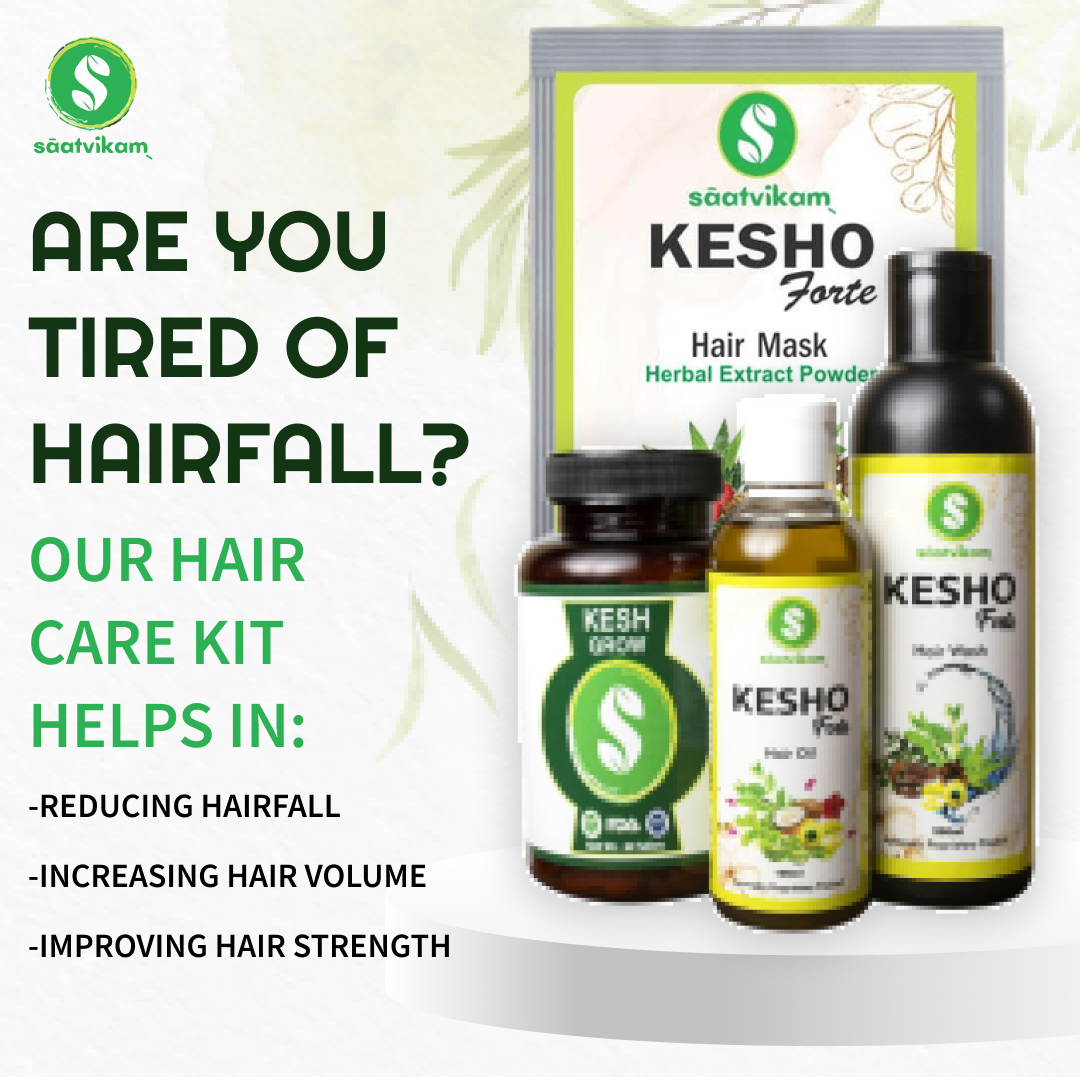 sāatvikam
ARE YOU
TIRED OF
HAIRFALL?
OUR HAIR
CARE KIT
HELPS IN:
-REDUCING HAIRFALL
-INCREASING HAIR VOLUME
-IMPROVING HAIR STRENGTH
sāatvikam
KESHO
Forte
Hair Mask
Herbal Extract Powder
KESH
GROW
sāatvikam
KESHO
Forte
Hair Oil
sāatvikam
KESHO
Forte
Hair Wash